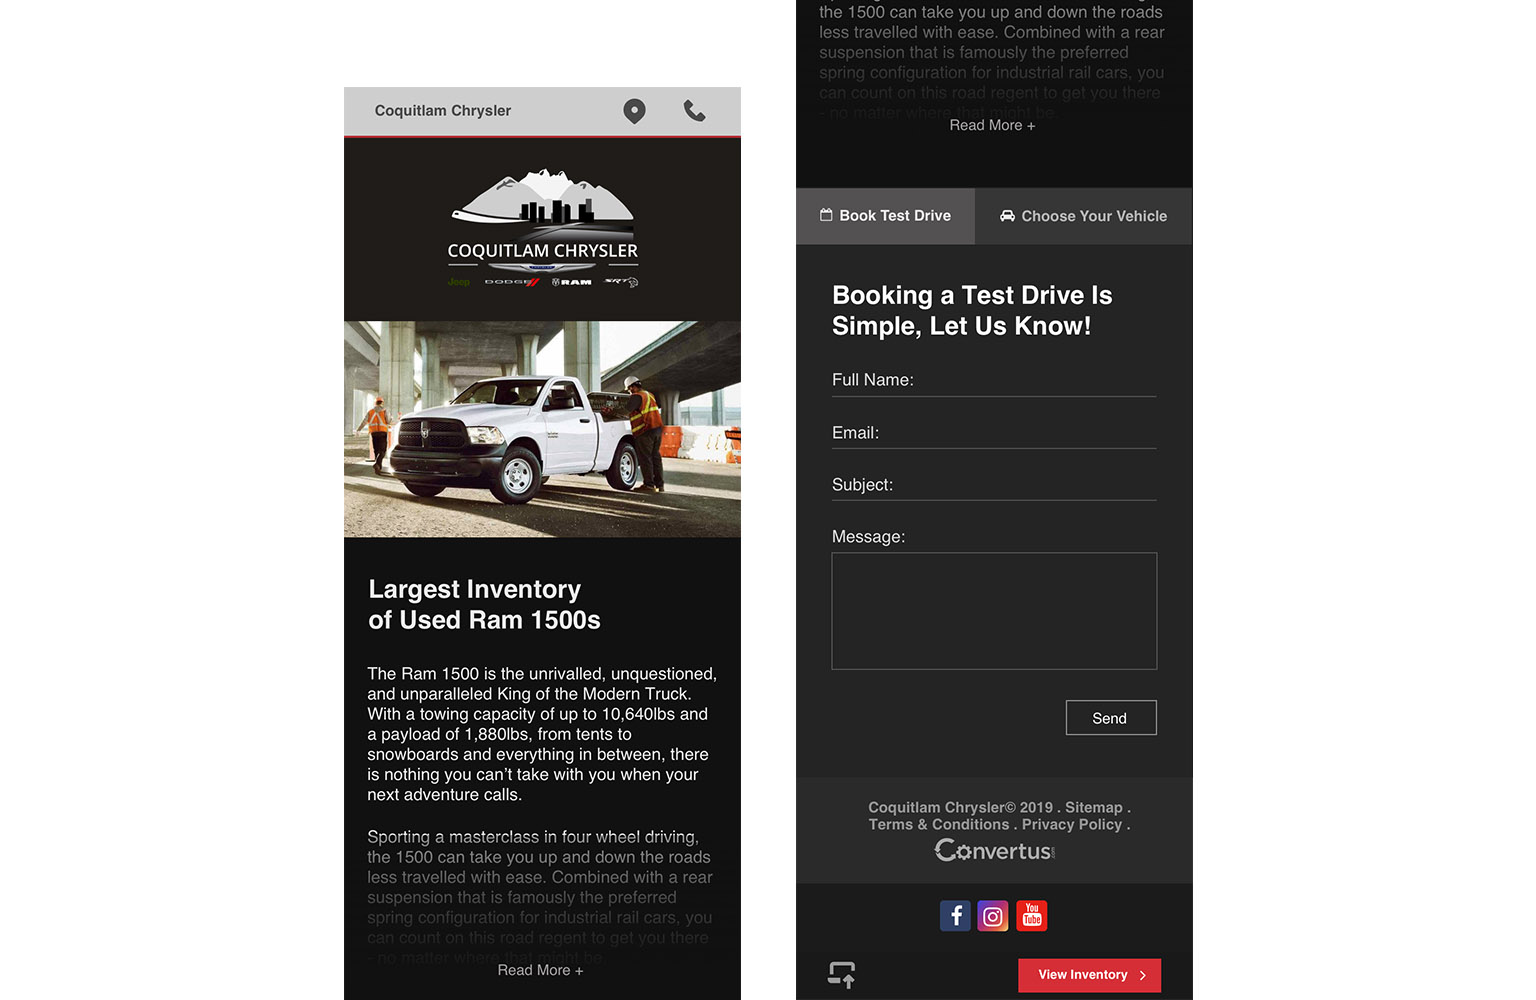 Coquitlam Chrysler
COQUITLAM CHRYSLER
Jeep DODGE RAM SRT
Largest Inventory
of Used Ram 1500s
The Ram 1500 is the unrivalled, unquestioned,
and unparalleled King of the Modern Truck.
With a towing capacity of up to 10,640lbs and
a payload of 1,880lbs, from tents to
snowboards and everything in between, there
is nothing you can’t take with you when your
next adventure calls.
Sporting a masterclass in four wheel driving,
the 1500 can take you up and down the roads
less travelled with ease. Combined with a rear
suspension that is famously the preferred
spring configuration for industrial rail cars, you
can count on this road regent to get you there
- no matter where that might be.
Read More +
the 1500 can take you up and down the roads
less travelled with ease. Combined with a rear
suspension that is famously the preferred
spring configuration for industrial rail cars, you
can count on this road regent to get you there
- no matter where that might be.
Read More +
Book Test Drive
Choose Your Vehicle
Booking a Test Drive Is
Simple, Let Us Know!
Full Name:
Email:
Subject:
Message:
Send
Coquitlam Chrysler© 2019 . Sitemap .
Terms & Conditions . Privacy Policy .
Convertus
You
Tube
View Inventory